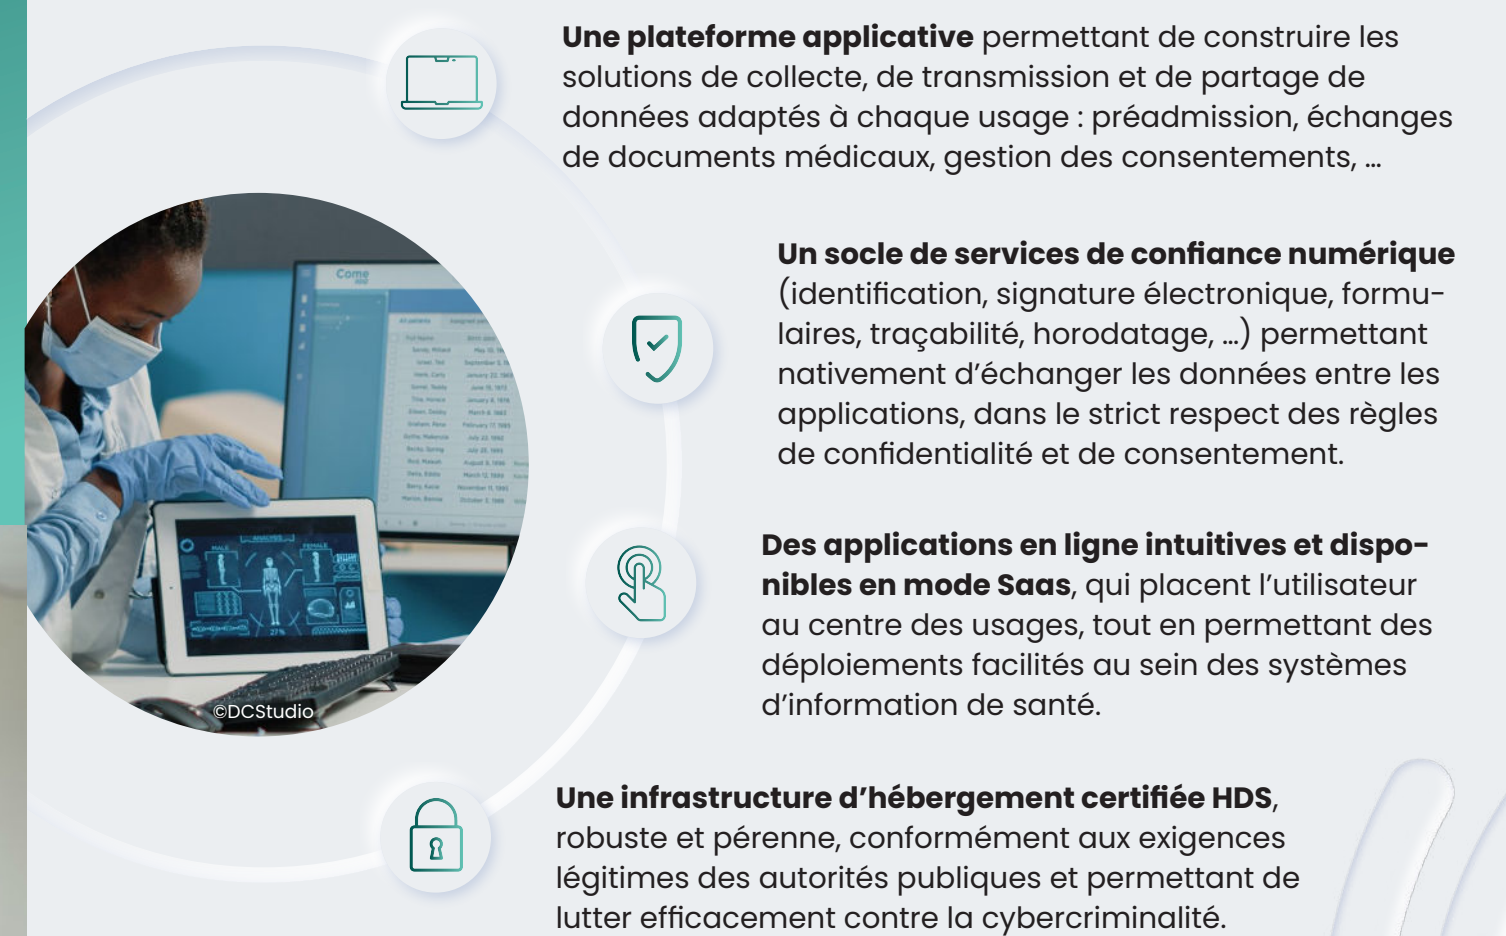 Une plateforme applicative permettant de construire les
solutions de collecte, de transmission et de partage de
données adaptés à chaque usage : préadmission, échanges
de documents médicaux, gestion des consentements, ...
Un socle de services de confiance numérique
(identification, signature électronique, formu-
laires, traçabilité, horodatage, ...) permettant
nativement d'échanger les données entre les
applications, dans le strict respect des règles
de confidentialité et de consentement.
Des applications en ligne intuitives et dispo-
nibles en mode Saas, qui placent l'utilisateur
au centre des usages, tout en permettant des
déploiements facilités au sein des systèmes
d'information de santé.
Une infrastructure d'hébergement certifiée HDS,
robuste et pérenne, conformément aux exigences
légitimes des autorités publiques et permettant de
lutter efficacement contre la cybercriminalité.
Come
ANALYSIS
MALE
FEMALE
27%
©DCStudio